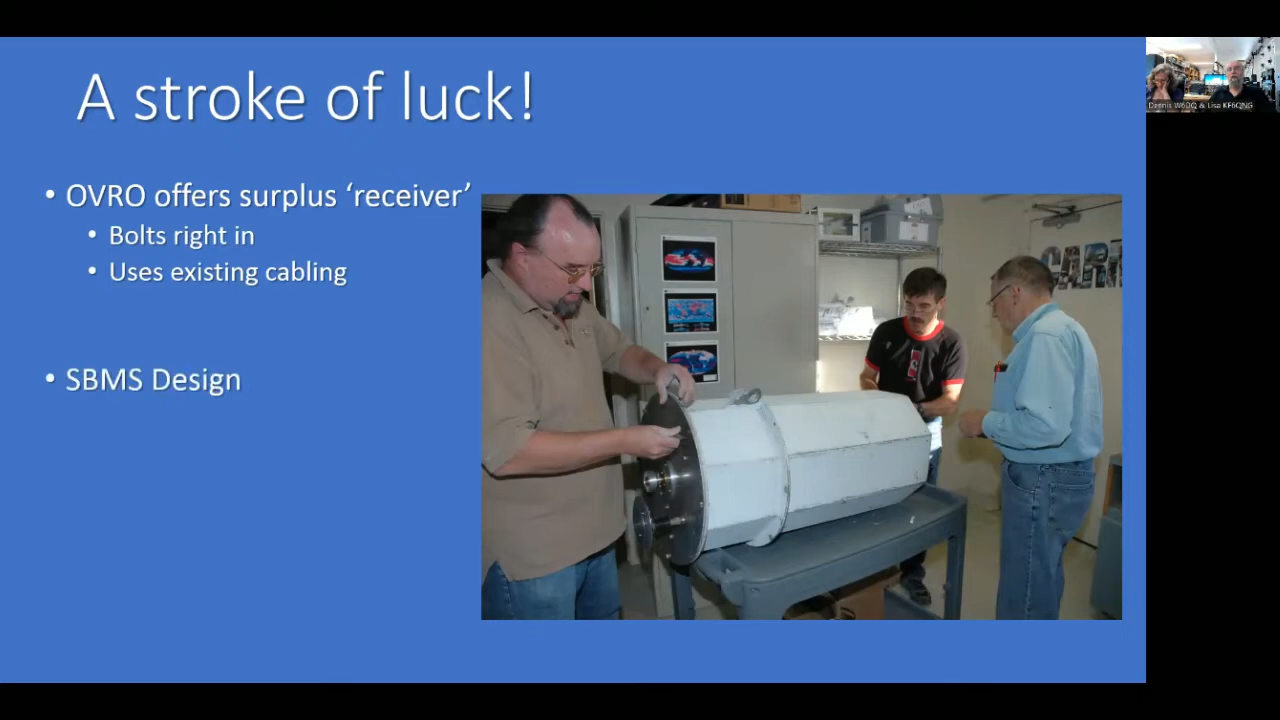 A stroke of luck!
• OVRO offers surplus ‘receiver’
• Bolts right in
• Uses existing cabling
• SBMS Design
CART
Dennis W6DQ & Lisa KF6QNG